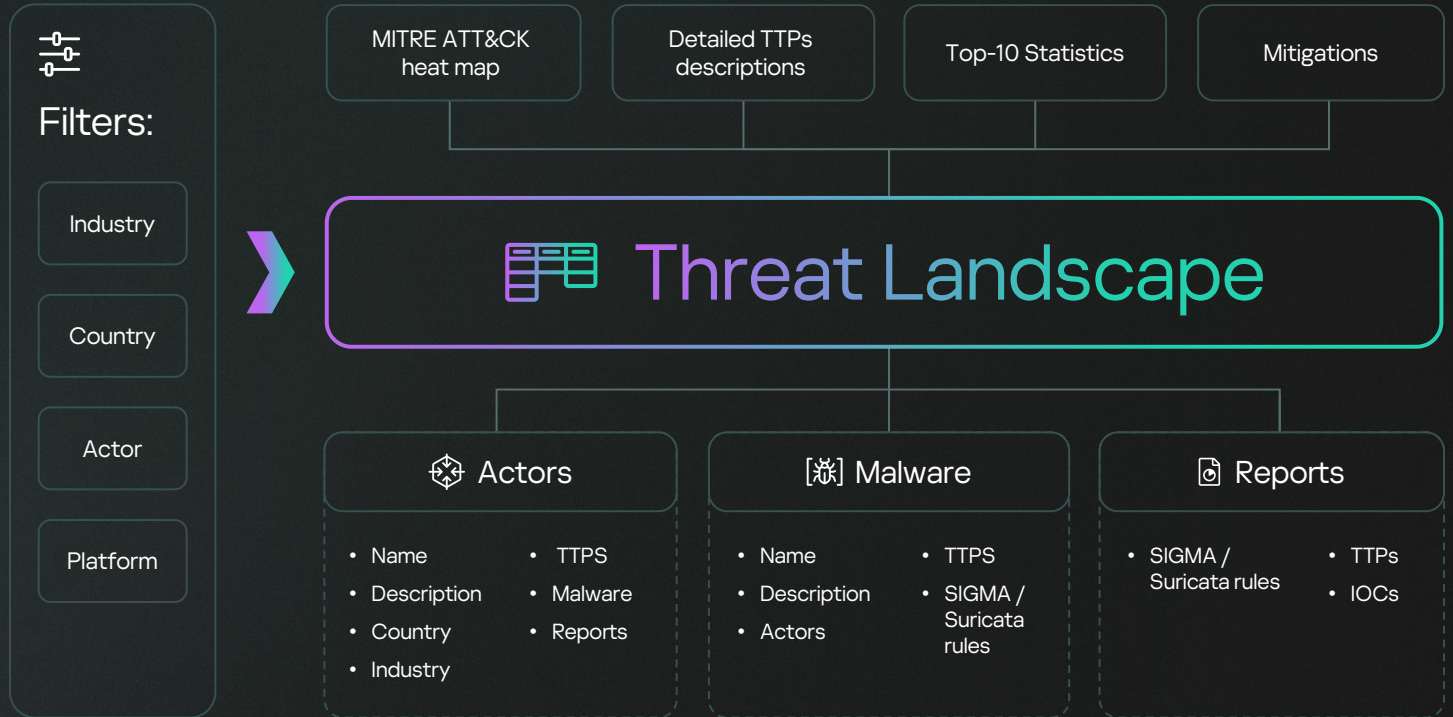 Filters:
Industry
Country
Actor
Platform
MITRE ATT&CK
heat map
Detailed TTPs
descriptions
Top-10 Statistics
Mitigations
Threat Landscape
Actors
• Name
• Description
• Country
• Industry
• TTPS
• Malware
• Reports
Malware
• Name
• Description
• Actors
• TTPS
• SIGMA /
Suricata
rules
Reports
• SIGMA /
Suricata rules
• TTPs
• IOCs